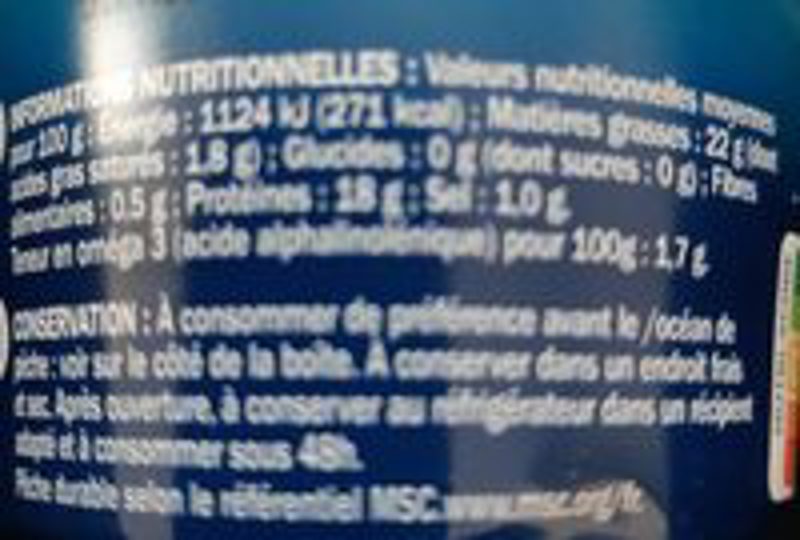 INFORMATIONS NUTRITIONNELLES : Valeurs nutritionnelles moyennes
pour 100 g : Énergie : 1124 kJ (271 kcal) ; Matières grasses : 22 g (dont
acides gras saturés : 1,8 g) ; Glucides : 0 g (dont sucres : 0 g) ; Fibres
alimentaires : 0.5 g ; Protéines : 18 g ; Sel : 1.0 g.
Teneur en oméga 3 (acide alphalinolénique) pour 100g : 1,7 g.
CONSERVATION : À consommer de préférence avant le /océan de
pêche : voir sur le côté de la boîte. À conserver dans un endroit frais
et sec. Après ouverture, à conserver au réfrigérateur dans un récipient
adapté et à consommer sous 48h.
Pêche durable selon le référentiel MSC. www.msc.org/fr